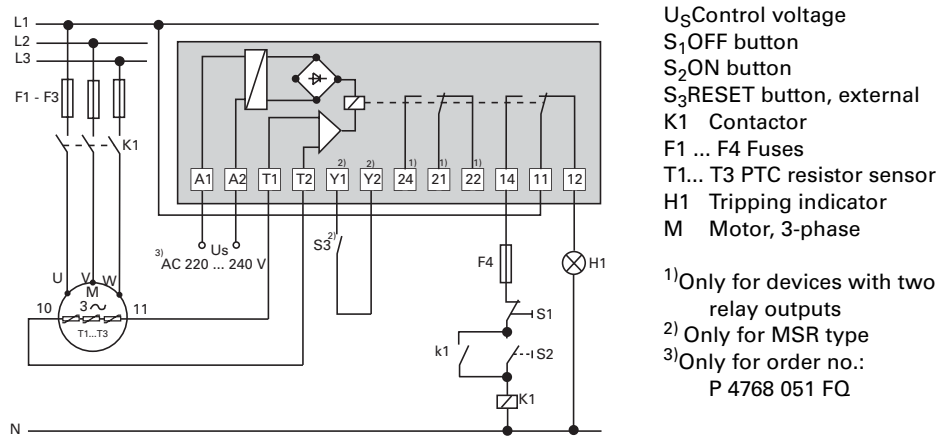 L1
L2
L3
F1 - F3
K1
A1 A2 T1 T2 Y1 2) Y2 2) 24 1) 21 1) 22 1) 14 11 12
3) AC 220 ... 240 V
Us
S3 2)
F4
H1
U V W
M
3~
10 11
T1...T3
S1
k1
S2
K1
N
USControl voltage
S1OFF button
S2ON button
S3RESET button, external
K1 Contactor
F1 ... F4 Fuses
T1... T3 PTC resistor sensor
H1 Tripping indicator
M Motor, 3-phase
1)Only for devices with two
relay outputs
2) Only for MSR type
3)Only for order no.:
P 4768 051 FQ